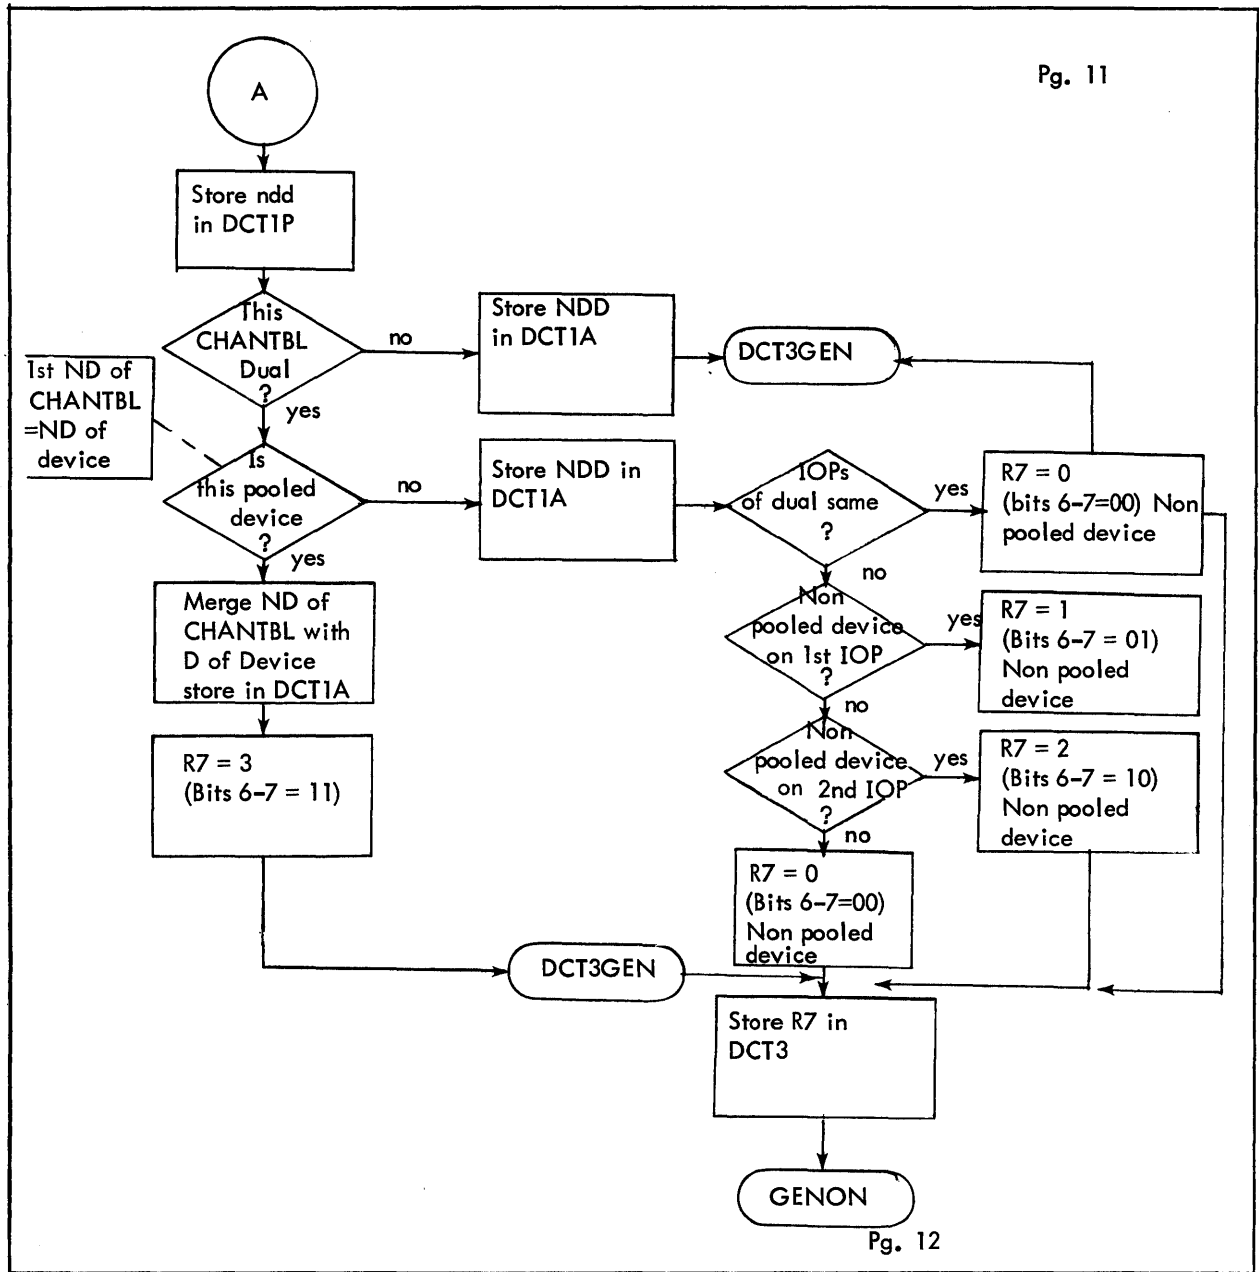 Pg. 11
A
Store ndd
in DCT1P
This
CHANTBL
Dual
?
no
yes
Store NDD
in DCT1A
DCT3GEN
1st ND of
CHANTBL
=ND of
device
Is
this pooled
device
?
no
yes
Store NDD in
DCT1A
IOPs
of dual same
?
yes
no
R7 = 0
(bits 6-7=00) Non
pooled device
Merge ND of
CHANTBL with
D of Device
store in DCT1A
Non
pooled device
on 1st IOP
?
yes
no
R7 = 1
(Bits 6-7 = 01)
Non pooled
device
R7 = 3
(Bits 6-7 = 11)
Non
pooled device
on 2nd IOP
?
yes
no
R7 = 2
(Bits 6-7 = 10)
Non pooled
device
R7 = 0
(Bits 6-7=00)
Non pooled
device
DCT3GEN
Store R7 in
DCT3
GENON
Pg. 12